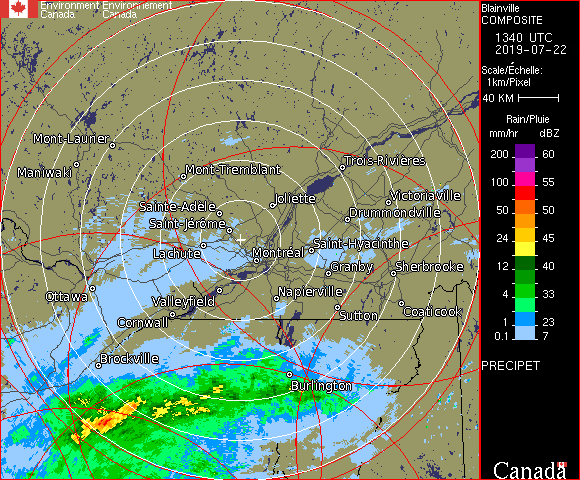 Environment Environnement
Canada Canada
Blainville
COMPOSITE
1340 UTC
2019-07-22
Scale/Échelle:
1km/Pixel
40 KM
Rain/Pluie
mm/hr dBZ
200 60
100 55
50 50
24 45
12 40
4 33
1 23
0.1 7
PRECIPET
Canada
Mont-Laurier
Maniwaki
Mont-Tremblant
Trois-Rivières
Sainte-Adele
Joliette
Victoriaville
Drummondville
Saint-Jérôme
Lachute
Montréal
Saint-Hyacinthe
Granby
Sherbrooke
Ottawa
Valleyfield
Napierville
Cornwall
Sutton
Coaticook
Brockville
Burlington